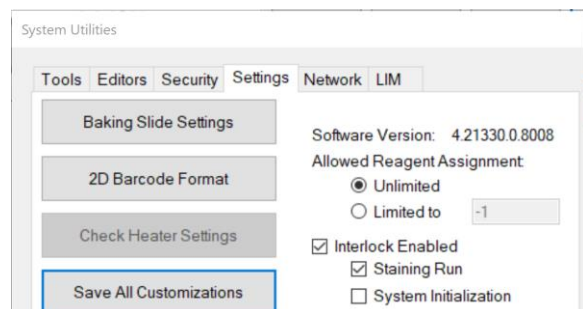 System Utilities
Tools Editors Security Settings Network LIM
Baking Slide Settings
2D Barcode Format
Check Heater Settings
Save All Customizations
Software Version: 4.21330.0.8008
Allowed Reagent Assignment:
Unlimited
Limited to -1
Interlock Enabled
Staining Run
System Initialization